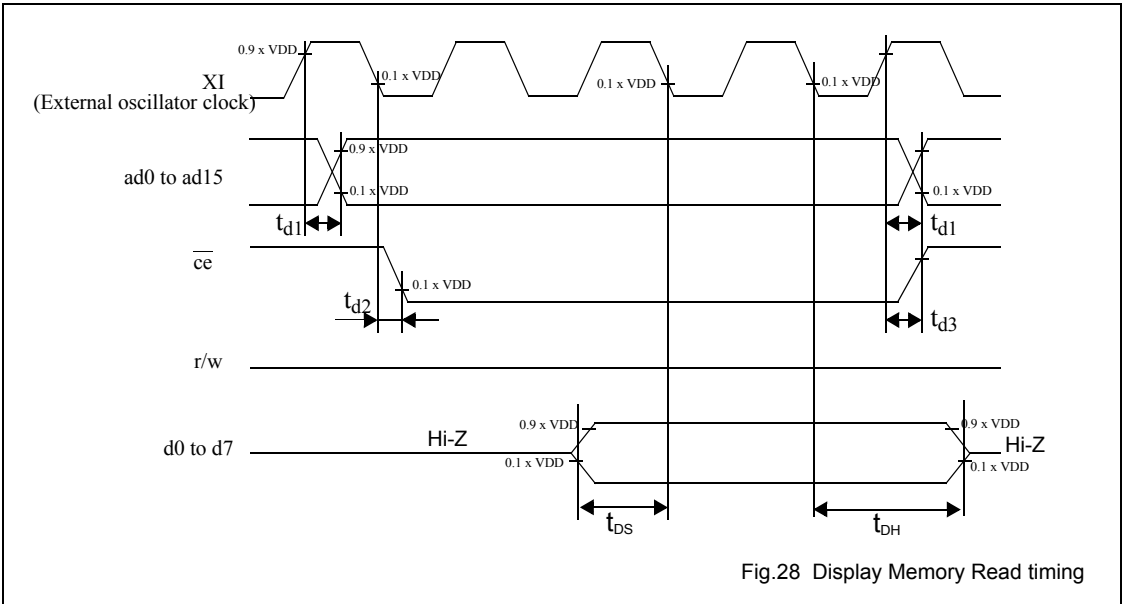 0.9 x VDD
XI
(External oscillator clock)
0.1 x VDD
0.1 x VDD
0.1 x VDD
ad0 to ad15
0.9 x VDD
0.1 x VDD
0.1 x VDD
td1
td1
ce
0.1 x VDD
td2
td3
r/w
d0 to d7
Hi-Z
0.9 x VDD
0.1 x VDD
0.9 x VDD
Hi-Z
0.1 x VDD
tDS
tDH
Fig.28 Display Memory Read timing